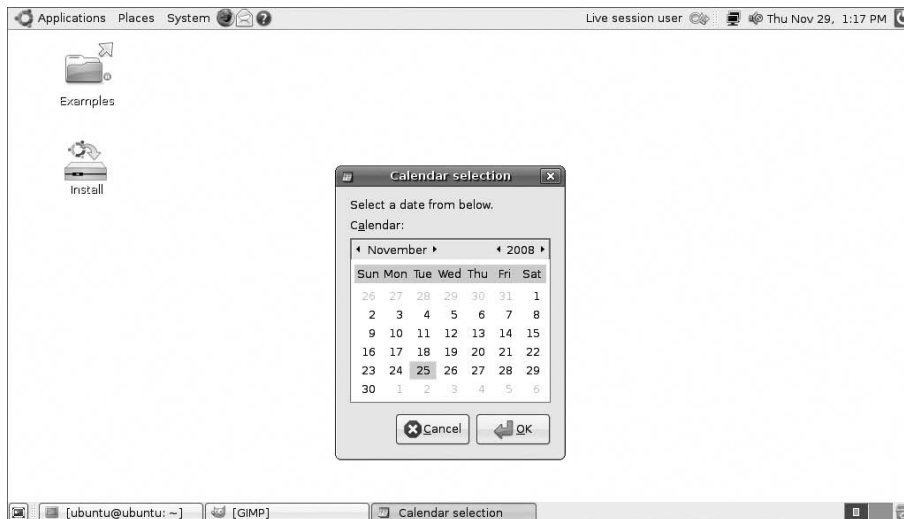 Applications Places System Live session user Thu Nov 29, 1:17 PM
Examples
Install
Calendar selection
Select a date from below.
Calendar:
November 2008
Sun Mon Tue Wed Thu Fri Sat
26 27 28 29 30 31 1
2 3 4 5 6 7 8
9 10 11 12 13 14 15
16 17 18 19 20 21 22
23 24 25 26 27 28 29
30 1 2 3 4 5 6
Cancel OK
[ubuntu@ubuntu: ~] [GIMP] Calendar selection